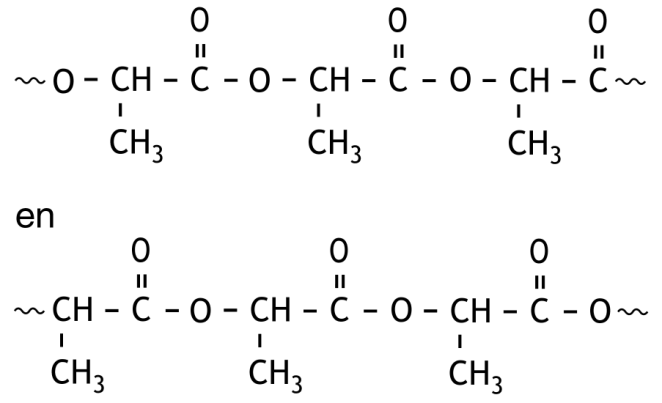 O O O
~O – CH – C – O – CH – C – O – CH – C~
CH3 CH3 CH3
en
O O O
~CH – C – O – CH – C – O – CH – C – O~
CH3 CH3 CH3